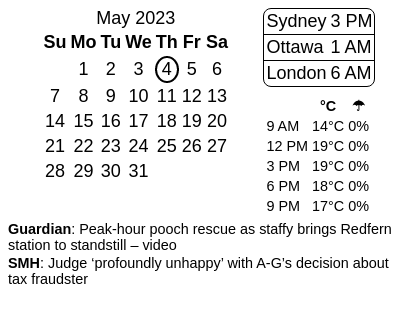 May 2023
Su Mo Tu We Th Fr Sa
1 2 3 4 5 6
7 8 9 10 11 12 13
14 15 16 17 18 19 20
21 22 23 24 25 26 27
28 29 30 31
Sydney 3 PM
Ottawa 1 AM
London 6 AM
°C ☂
9 AM 14°C 0%
12 PM 19°C 0%
3 PM 19°C 0%
6 PM 18°C 0%
9 PM 17°C 0%
Guardian: Peak-hour pooch rescue as staffy brings Redfern
station to standstill – video
SMH: Judge ‘profoundly unhappy’ with A-G’s decision about
tax fraudster